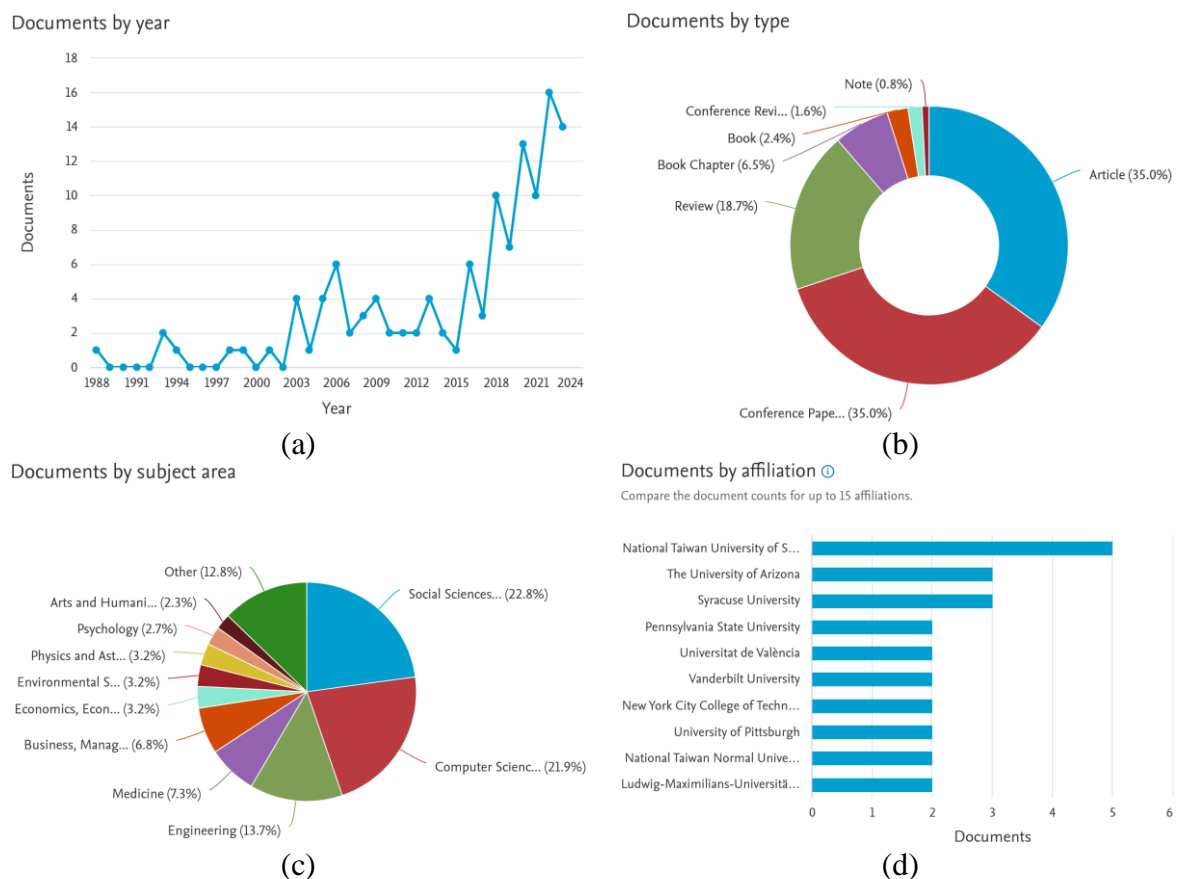 Documents by year
18
16
14
12
10
8
6
4
2
0
Documents
1988
1991
1994
1997
2000
2003
2006
2009
2012
2015
2018
2021
2024
Year
(a)
Documents by type
Note (0.8%)
Conference Revi... (1.6%)
Book (2.4%)
Book Chapter (6.5%)
Review (18.7%)
Article (35.0%)
Conference Pape... (35.0%)
(b)
Documents by subject area
Other (12.8%)
Arts and Humani... (2.3%)
Psychology (2.7%)
Physics and Ast... (3.2%)
Environmental S... (3.2%)
Economics, Econ... (3.2%)
Business, Manag... (6.8%)
Medicine (7.3%)
Engineering (13.7%)
Social Sciences... (22.8%)
Computer Scienc... (21.9%)
(c)
Documents by affiliation
Compare the document counts for up to 15 affiliations.
National Taiwan University of S...
The University of Arizona
Syracuse University
Pennsylvania State University
Universitat de València
Vanderbilt University
New York City College of Techn...
University of Pittsburgh
National Taiwan Normal Unive...
Ludwig-Maximilians-Universitä...
0
1
2
3
4
5
6
Documents
(d)